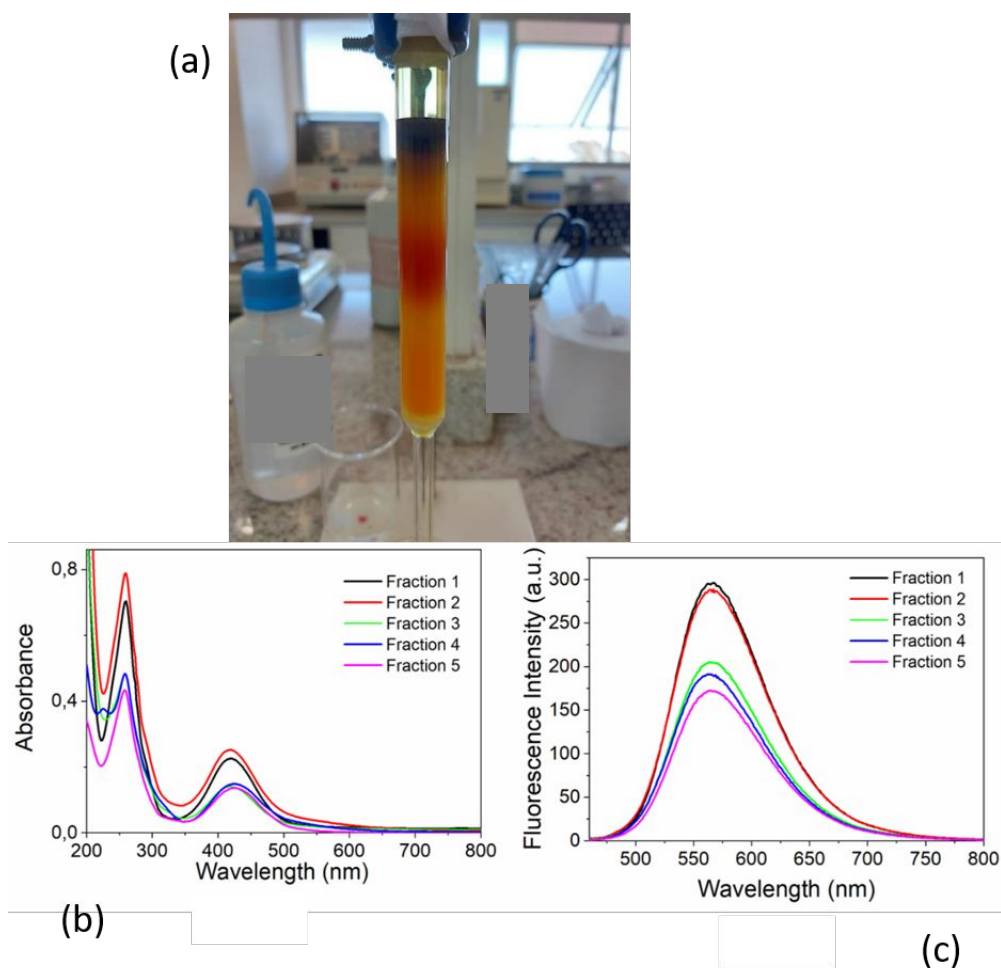 (a)
0,8
0,4
0,0
Absorbance
Fraction 1
Fraction 2
Fraction 3
Fraction 4
Fraction 5
200 300 400 500 600 700 800
Wavelength (nm)
(b)
300
250
200
150
100
50
0
Fluorescence Intensity (a.u.)
Fraction 1
Fraction 2
Fraction 3
Fraction 4
Fraction 5
500 550 600 650 700 750 800
Wavelength (nm)
(c)